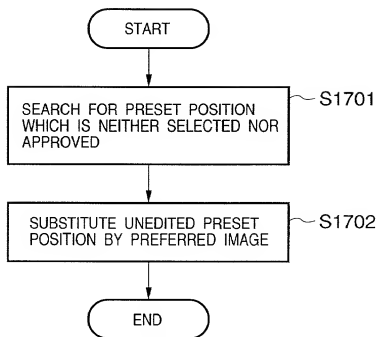 START
SEARCH FOR PRESET POSITION
WHICH IS NEITHER SELECTED NOR
APPROVED
S1701
SUBSTITUTE UNEDITED PRESET
POSITION BY PREFERRED IMAGE
S1702
END